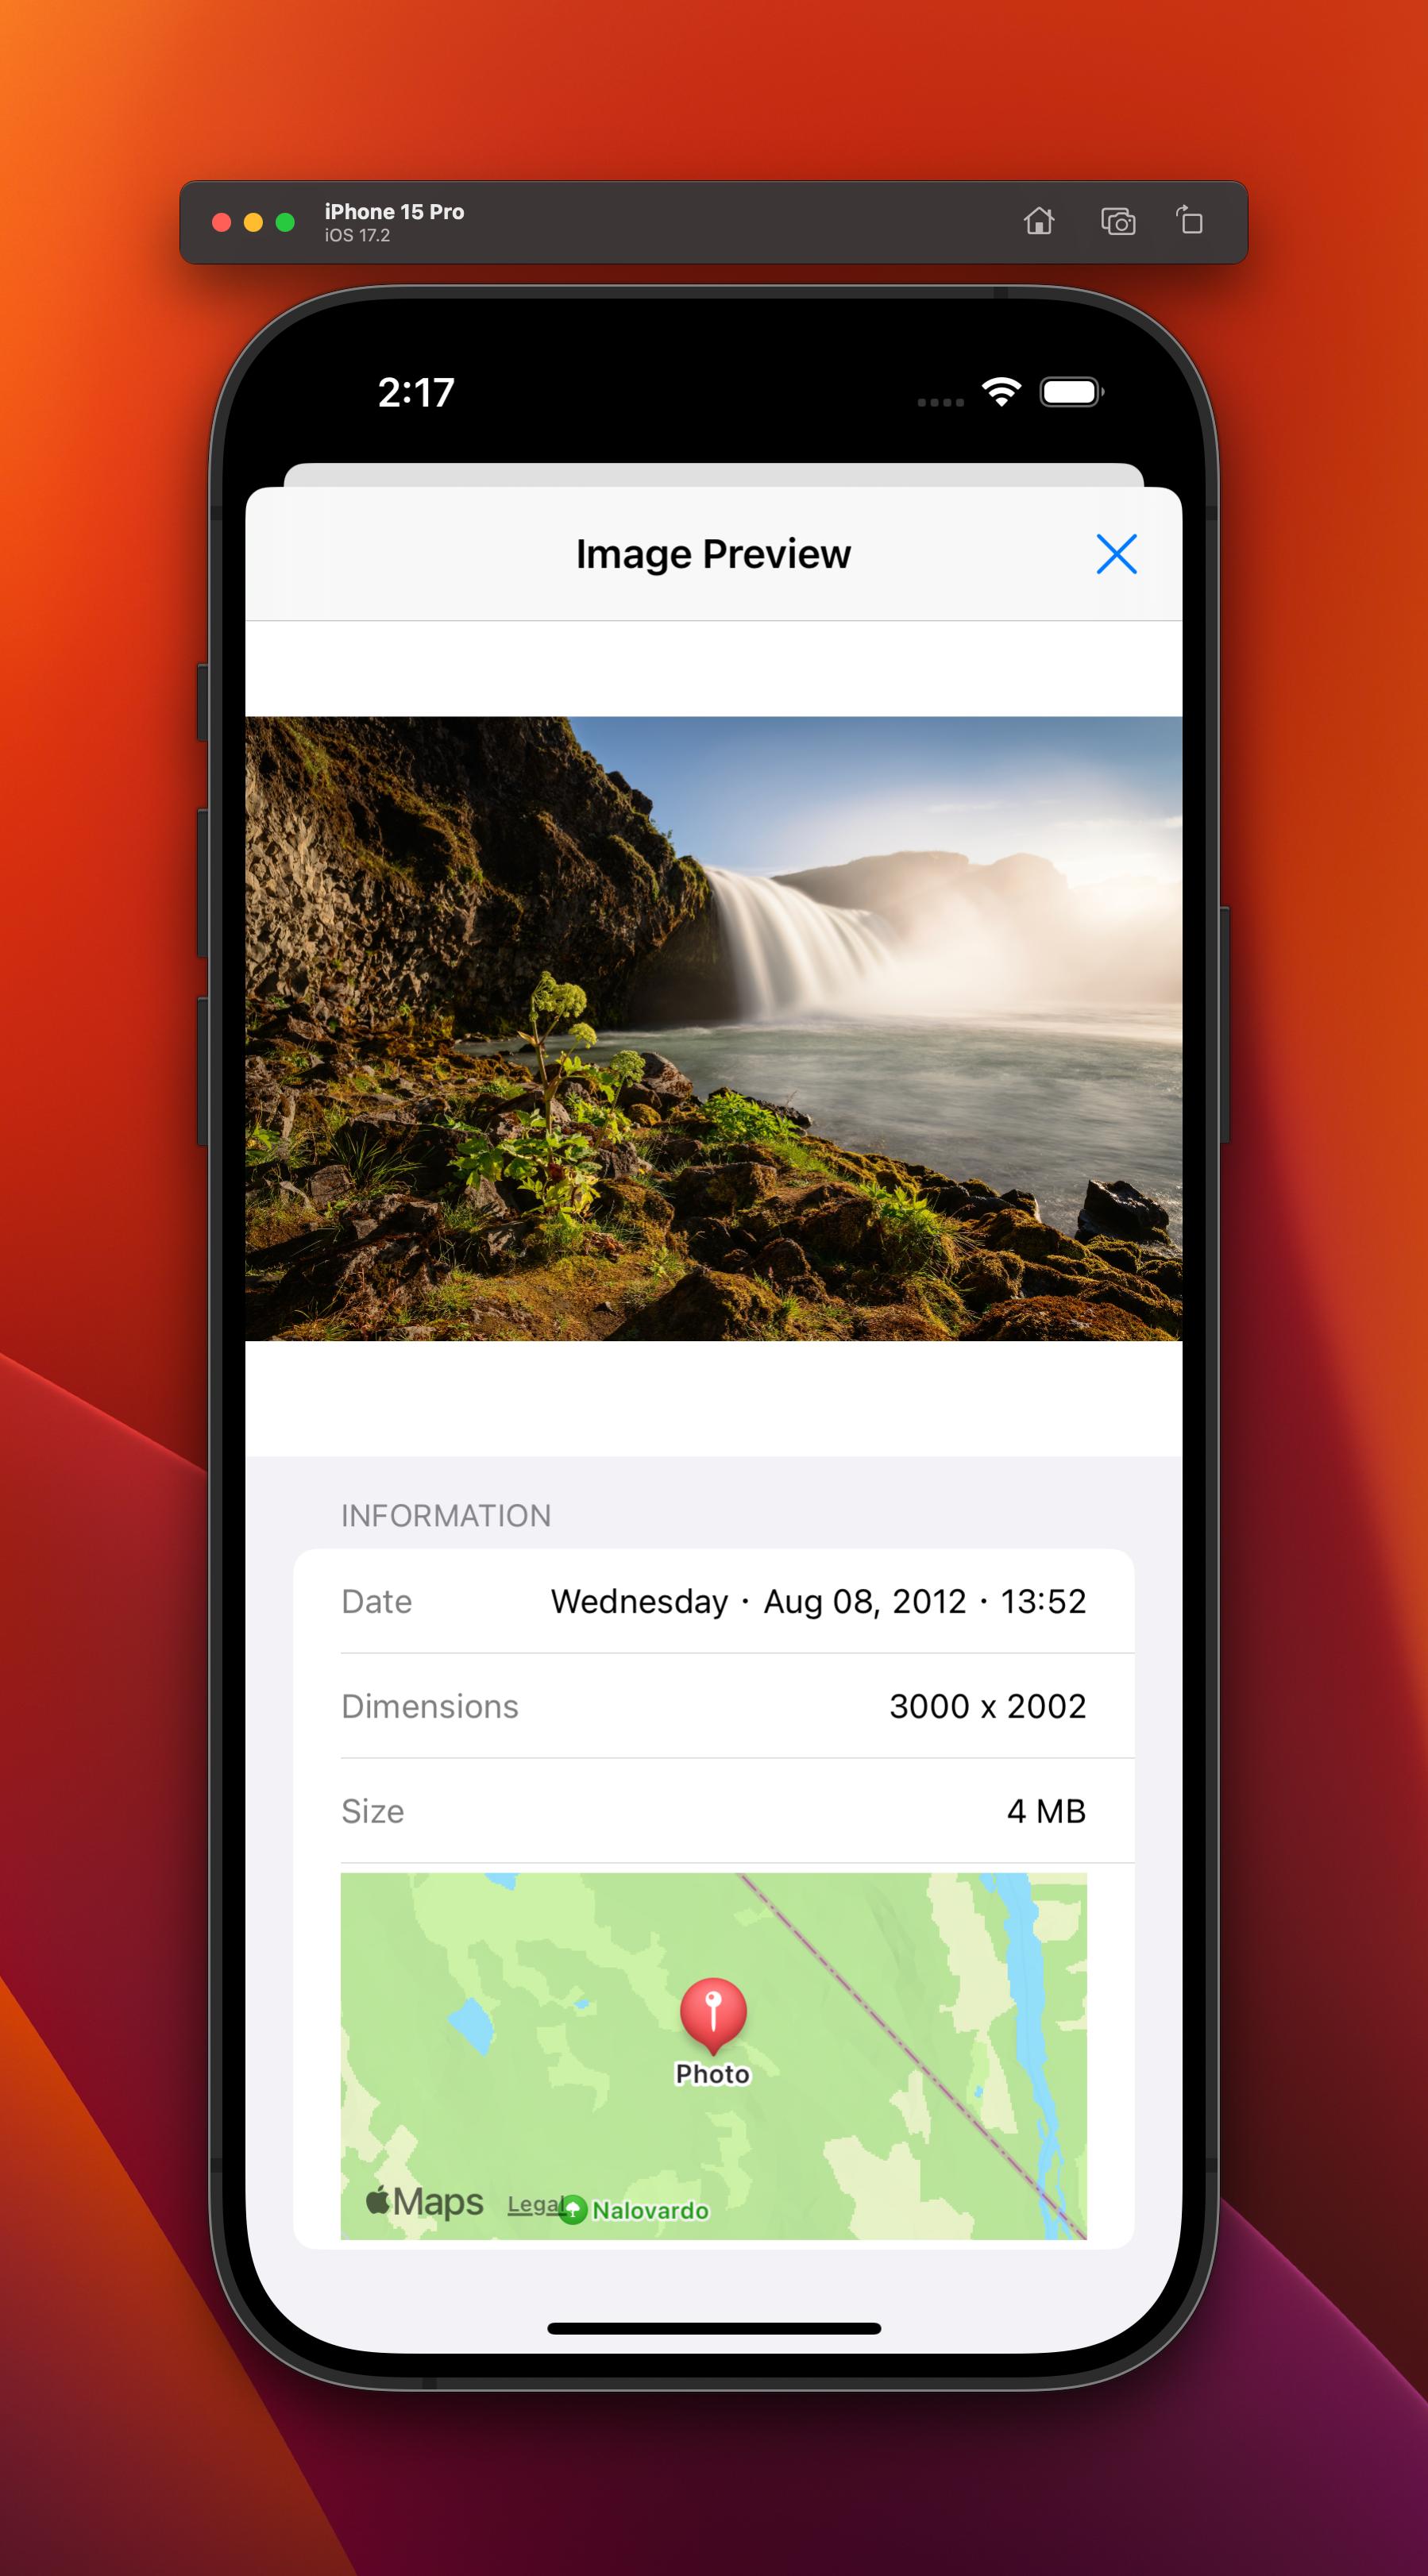 iPhone 15 Pro
iOS 17.2
2:17
Image Preview
INFORMATION
Date Wednesday · Aug 08, 2012 · 13:52
Dimensions 3000 x 2002
Size 4 MB
Photo
Maps Legal Nalovardo